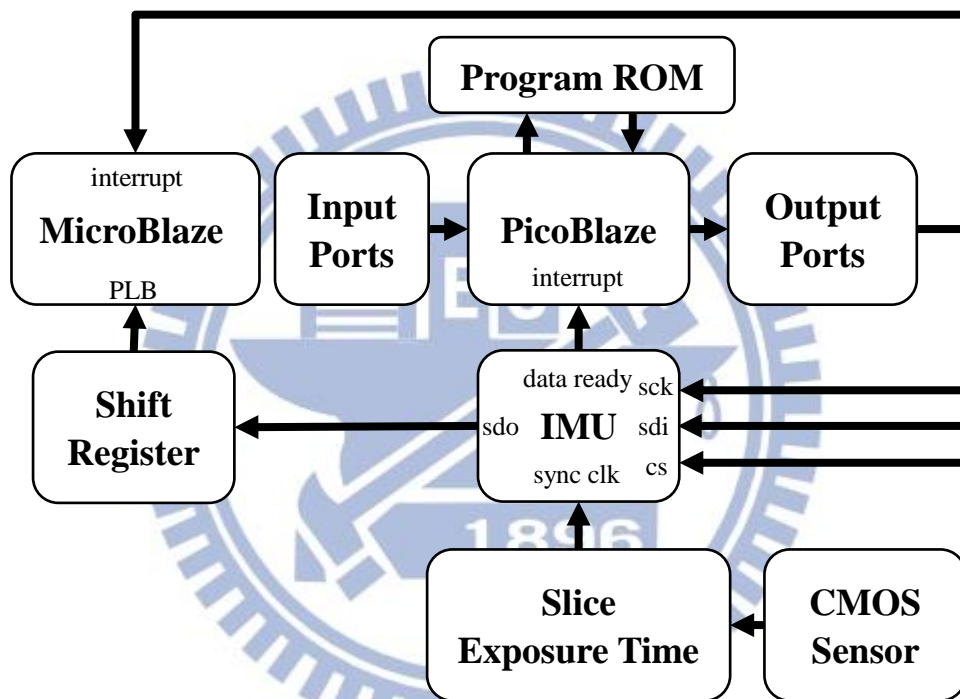 Program ROM
interrupt
MicroBlaze
PLB
Input
Ports
PicoBlaze
interrupt
Output
Ports
Shift
Register
data ready
sck
sdo
IMU
sdi
sync clk
cs
1896
Slice
Exposure Time
CMOS
Sensor